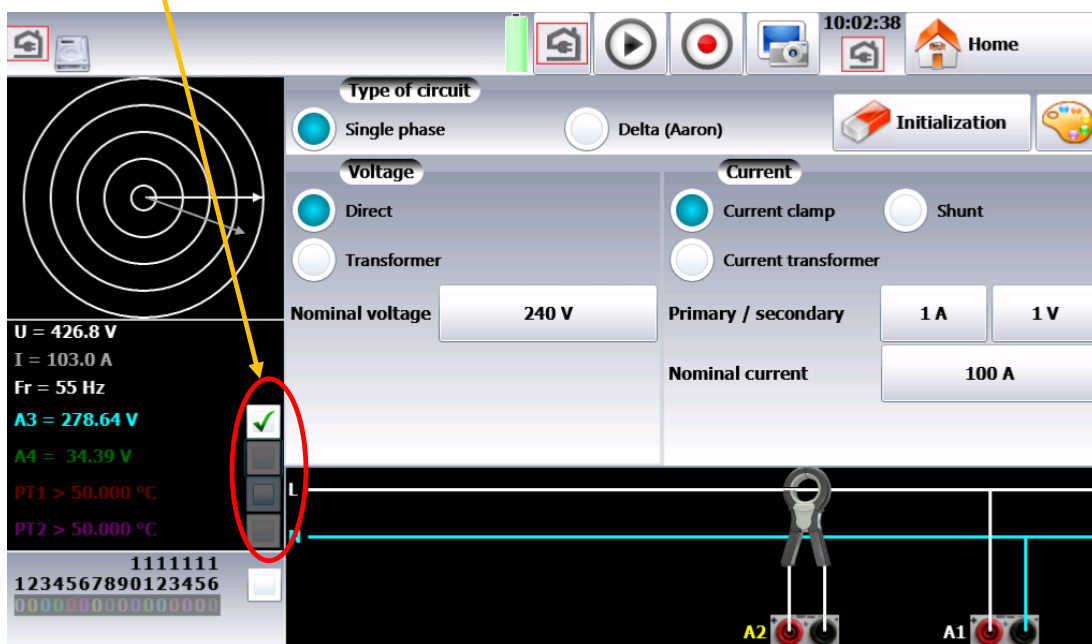 10:02:38
Home
Type of circuit
Single phase
Delta (Aaron)
Initialization
Voltage
Direct
Transformer
Nominal voltage
240 V
Current
Current clamp
Shunt
Current transformer
Primary / secondary
1 A
1 V
Nominal current
100 A
U = 426.8 V
I = 103.0 A
Fr = 55 Hz
A3 = 278.64 V
A4 = 34.39 V
PT1 > 50.000 °C
PT2 > 50.000 °C
1111111
1234567890123456
0000000000000000
L
N
A2
A1